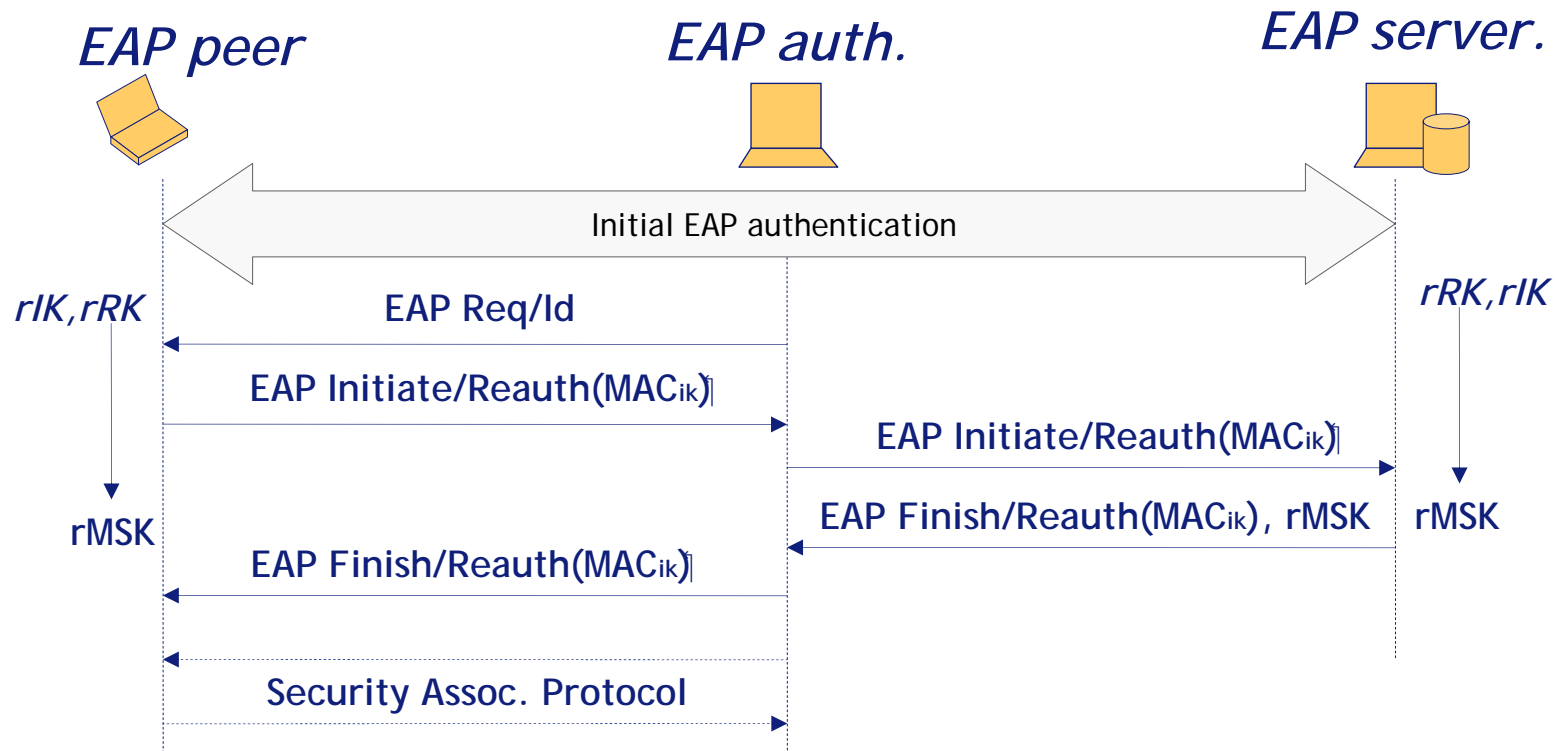 EAP peer
EAP auth.
EAP server.
Initial EAP authentication
rIK,rRK
EAP Req/Id
rRK,rIK
EAP Initiate/Reauth(MACik)
EAP Initiate/Reauth(MACik)
rMSK
EAP Finish/Reauth(MACik), rMSK
rMSK
EAP Finish/Reauth(MACik)
Security Assoc. Protocol